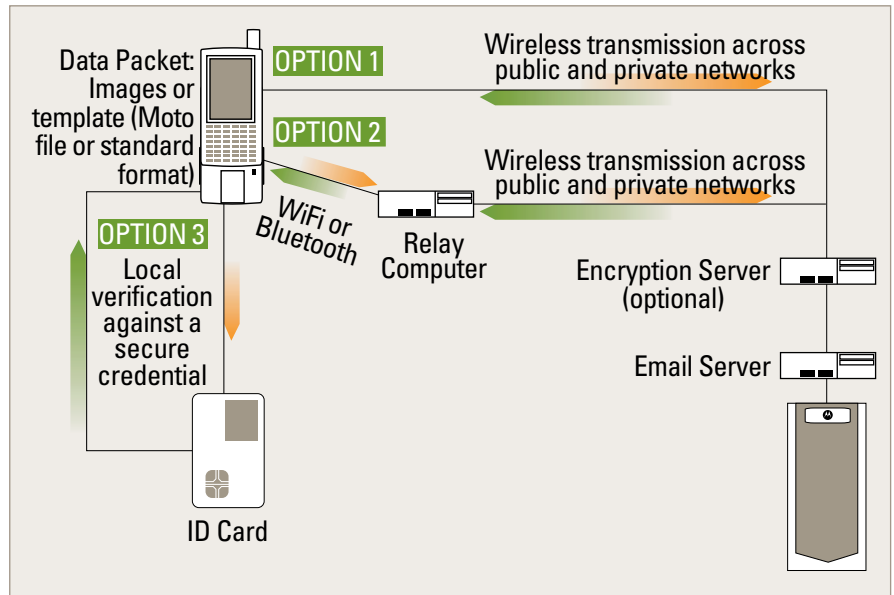 Data Packet:
Images or
template (Moto
file or standard
format)
OPTION 1
Wireless transmission across
public and private networks
OPTION 2
WiFi or
Bluetooth
Relay
Computer
Wireless transmission across
public and private networks
OPTION 3
Local
verification
against a
secure
credential
ID Card
Encryption Server
(optional)
Email Server